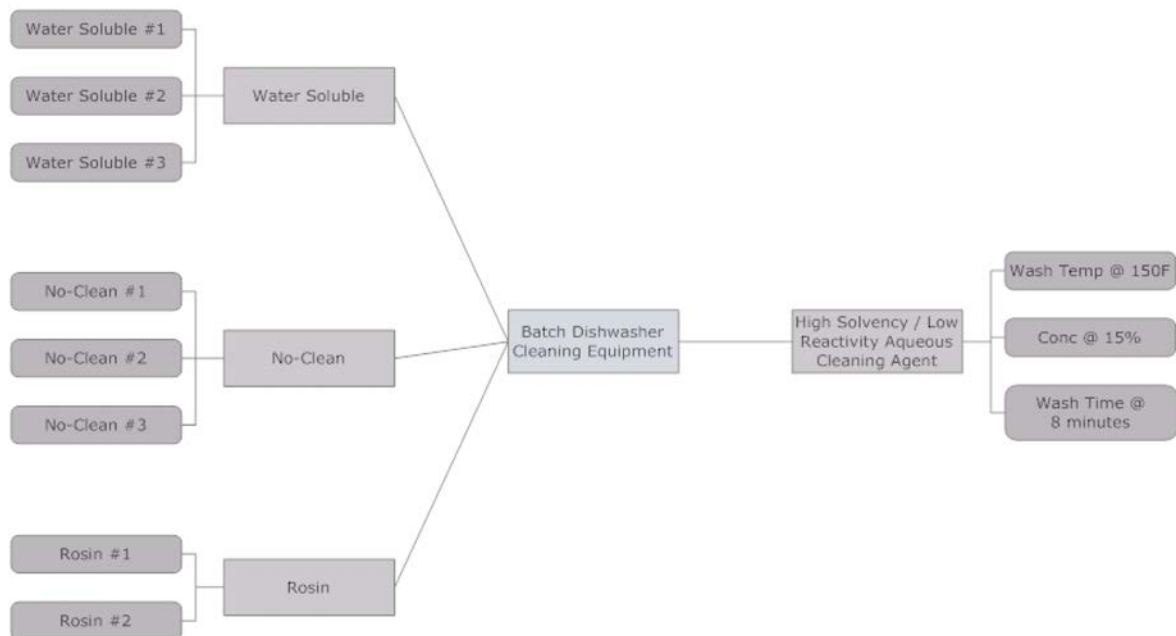 Water Soluble #1
Water Soluble #2
Water Soluble #3
Water Soluble
No-Clean #1
No-Clean #2
No-Clean #3
No-Clean
Rosin #1
Rosin #2
Rosin
Batch Dishwasher
Cleaning Equipment
High Solvency / Low
Reactivity Aqueous
Cleaning Agent
Wash Temp @ 150F
Conc @ 15%
Wash Time @
8 minutes